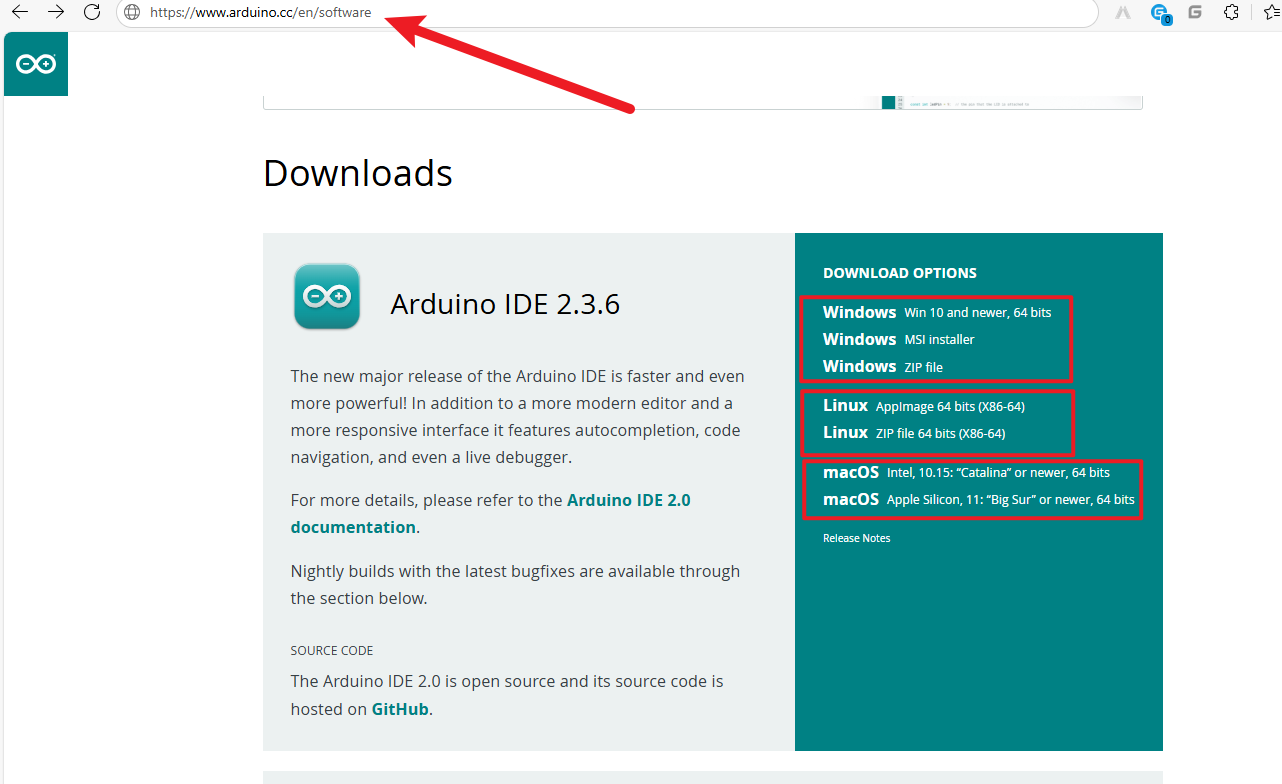 https://www.arduino.cc/en/software
Downloads
Arduino IDE 2.3.6
The new major release of the Arduino IDE is faster and even
more powerful! In addition to a more modern editor and a
more responsive interface it features autocompletion, code
navigation, and even a live debugger.
For more details, please refer to the Arduino IDE 2.0
documentation.
Nightly builds with the latest bugfixes are available through
the section below.
SOURCE CODE
The Arduino IDE 2.0 is open source and its source code is
hosted on GitHub.
DOWNLOAD OPTIONS
Windows Win 10 and newer, 64 bits
Windows MSI installer
Windows ZIP file
Linux AppImage 64 bits (X86-64)
Linux ZIP file 64 bits (X86-64)
macOS Intel, 10.15: “Catalina” or newer, 64 bits
macOS Apple Silicon, 11: “Big Sur” or newer, 64 bits
Release Notes